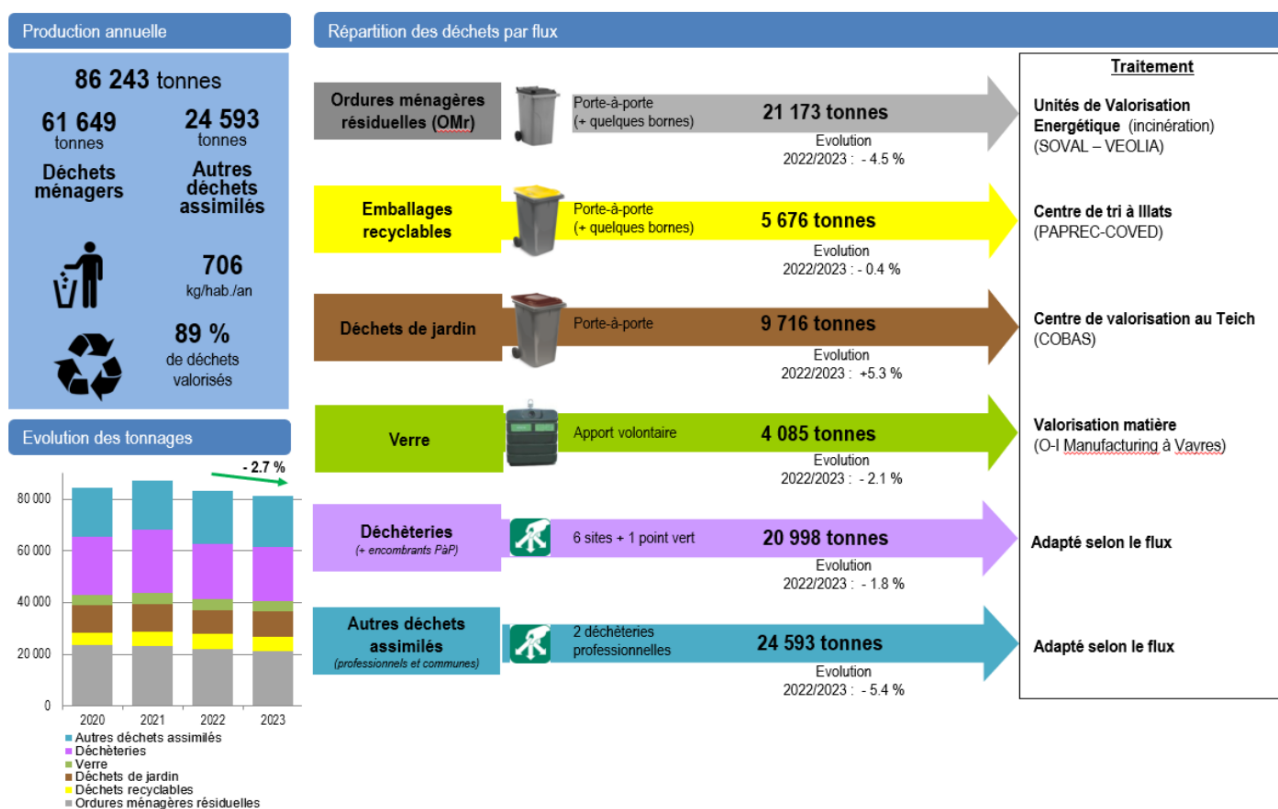 Production annuelle
86 243 tonnes
61 649
tonnes
Déchets
ménagers
24 593
tonnes
Autres
déchets
assimilés
706
kg/hab./an
89 %
de déchets
valorisés
Evolution des tonnages
- 2.7 %
80 000
60 000
40 000
20 000
0
2020
2021
2022
2023
Autres déchets assimilés
Déchèteries
Verre
Déchets de jardin
Déchets recyclables
Ordures ménagères résiduelles
Répartition des déchets par flux
Ordures ménagères
résiduelles (OMr)
Porte-à-porte
(+ quelques bornes)
21 173 tonnes
Evolution
2022/2023 : - 4.5 %
Emballages
recyclables
Porte-à-porte
(+ quelques bornes)
5 676 tonnes
Evolution
2022/2023 : - 0.4 %
Déchets de jardin
Porte-à-porte
9 716 tonnes
Evolution
2022/2023 : +5.3 %
Verre
Apport volontaire
4 085 tonnes
Evolution
2022/2023 : - 2.1 %
Déchèteries
(+ encombrants PàP)
6 sites + 1 point vert
20 998 tonnes
Evolution
2022/2023 : - 1.8 %
Autres déchets
assimilés
(professionnels et communes)
2 déchèteries
professionnelles
24 593 tonnes
Evolution
2022/2023 : - 5.4 %
Traitement
Unités de Valorisation
Energétique (incinération)
(SOVAL – VEOLIA)
Centre de tri à Illats
(PAPREC-COVED)
Centre de valorisation au Teich
(COBAS)
Valorisation matière
(O-I Manufacturing à Vayres)
Adapté selon le flux
Adapté selon le flux